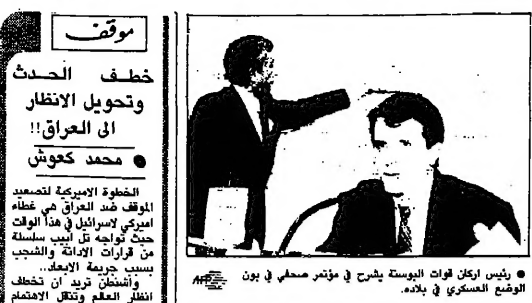 موقف
خطف الحدث
وتحويل الانظار
الى العراق!!
● محمد كعوش
الخطوة الاميركية لتصعيد
الموقف ضد العراق هي غطاء
اميركي لاسرائيل في هذا الوقت
حيث تواجه تل أبيب سلسلة
من قرارات الادانة والشجب
بسبب جريمة الابعاد..
واشنطن تريد ان تخطف
انظار العالم وتنقل الاهتمام
● رئيس اركان قوات البوسنة يشرح في مؤتمر صحفي في بون
الوضع العسكري في بلاده.
AFP